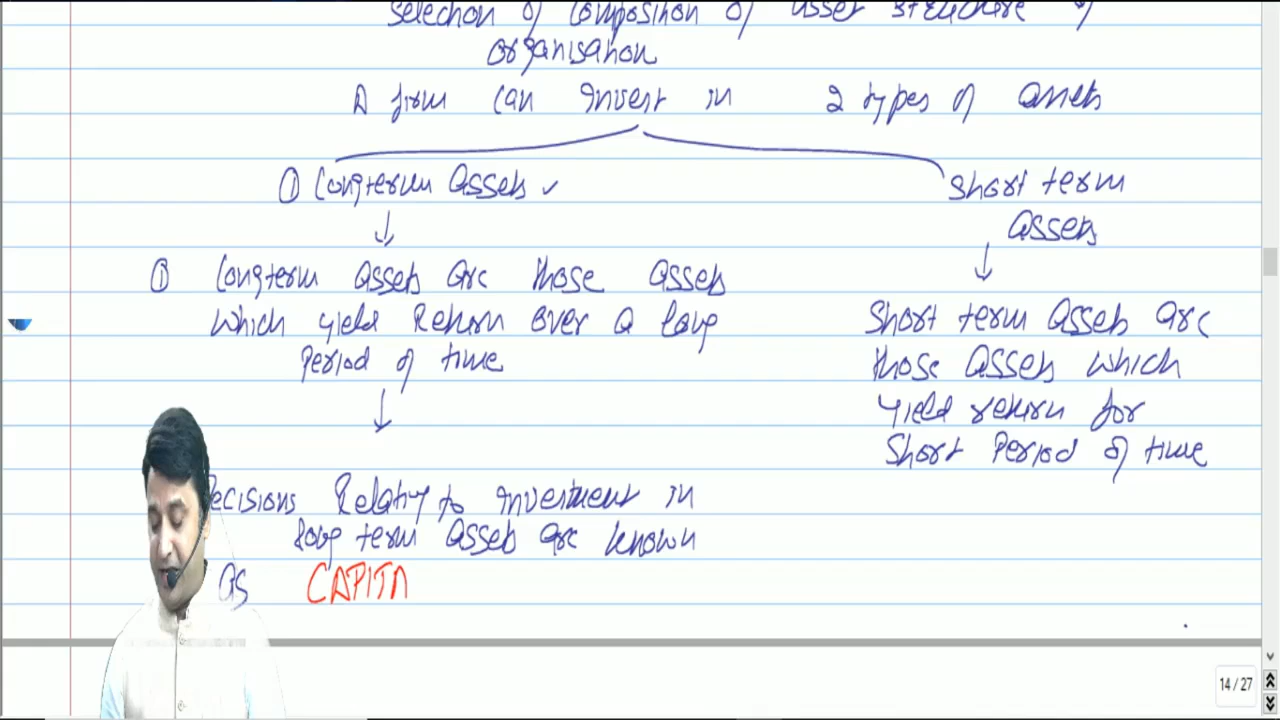 Selection of Composition of asset structure of
organisation
A firm can invest in 2 types of assets
① Longterm Assets ✓
① Longterm assets are those assets
which yield Return over a long
Period of time
Decisions Relating to investment in
long term assets are known
as CAPITA
Short term
assets
Short term assets are
those assets which
yield return for
Short Period of time
14 / 27